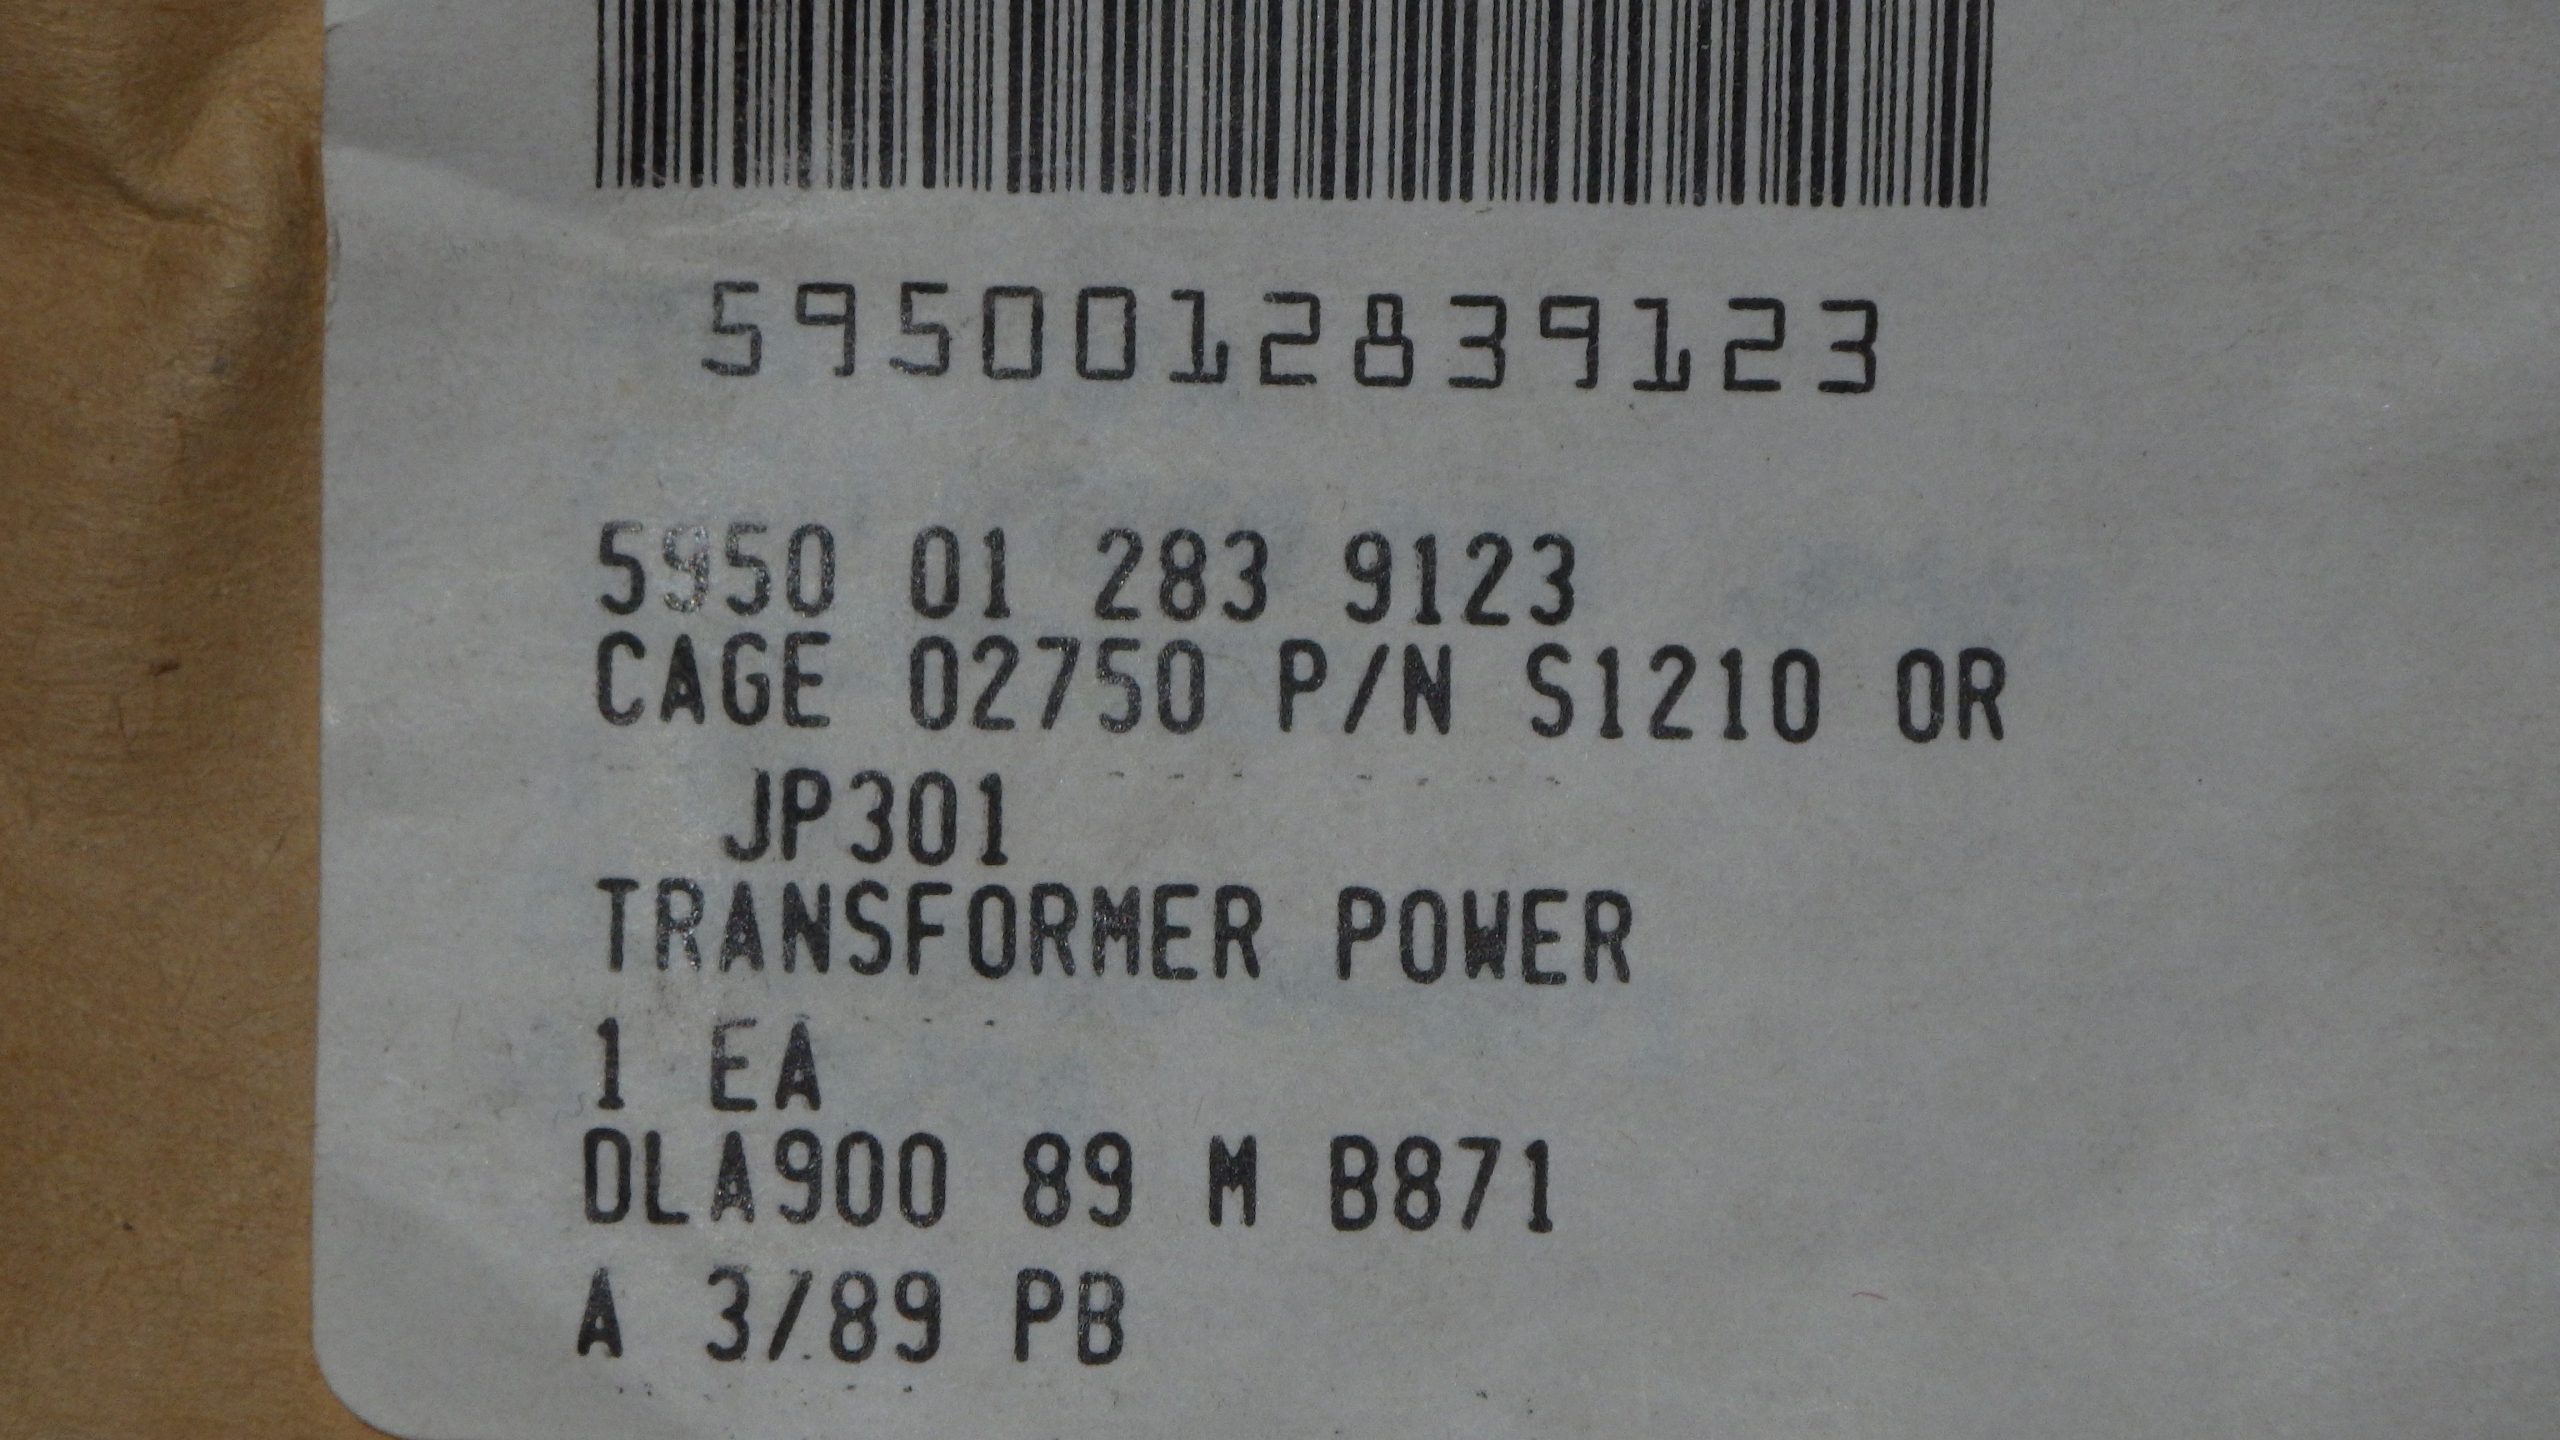 5950012839123
5950 01 283 9123
CAGE 02750 P/N S1210 OR
JP301
TRANSFORMER POWER
1 EA
DLA900 89 M B871
A 3/89 PB